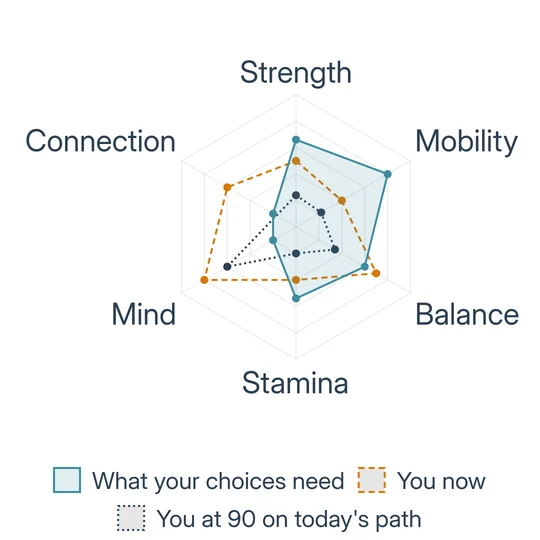 Strength
Connection
Mobility
Mind
Balance
Stamina
What your choices need
You now
You at 90 on today's path